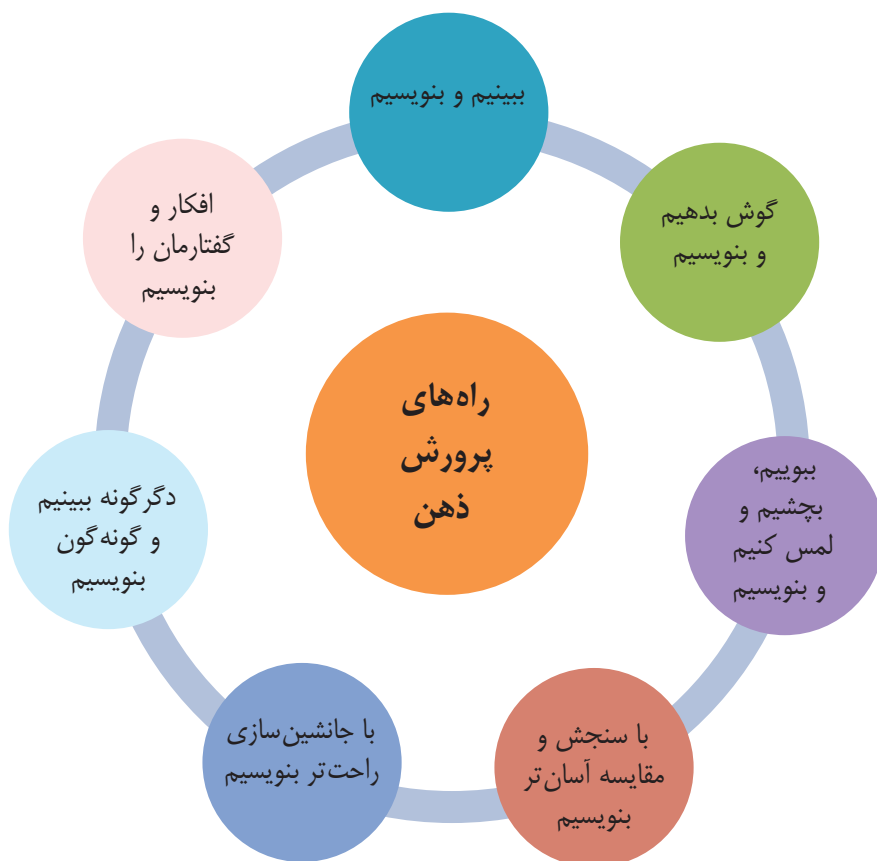 ببینیم و بنویسیم
گوش بدهیم
و بنویسیم
ببوییم،
بچشیم و
لمس کنیم
و بنویسیم
با سنجش و
مقایسه آسان‌تر
بنویسیم
با جانشین‌سازی
راحت‌تر بنویسیم
دگرگونه ببینیم
و گونه‌گون
بنویسیم
افکار و
گفتارمان را
بنویسیم
راه‌های
پرورش
ذهن